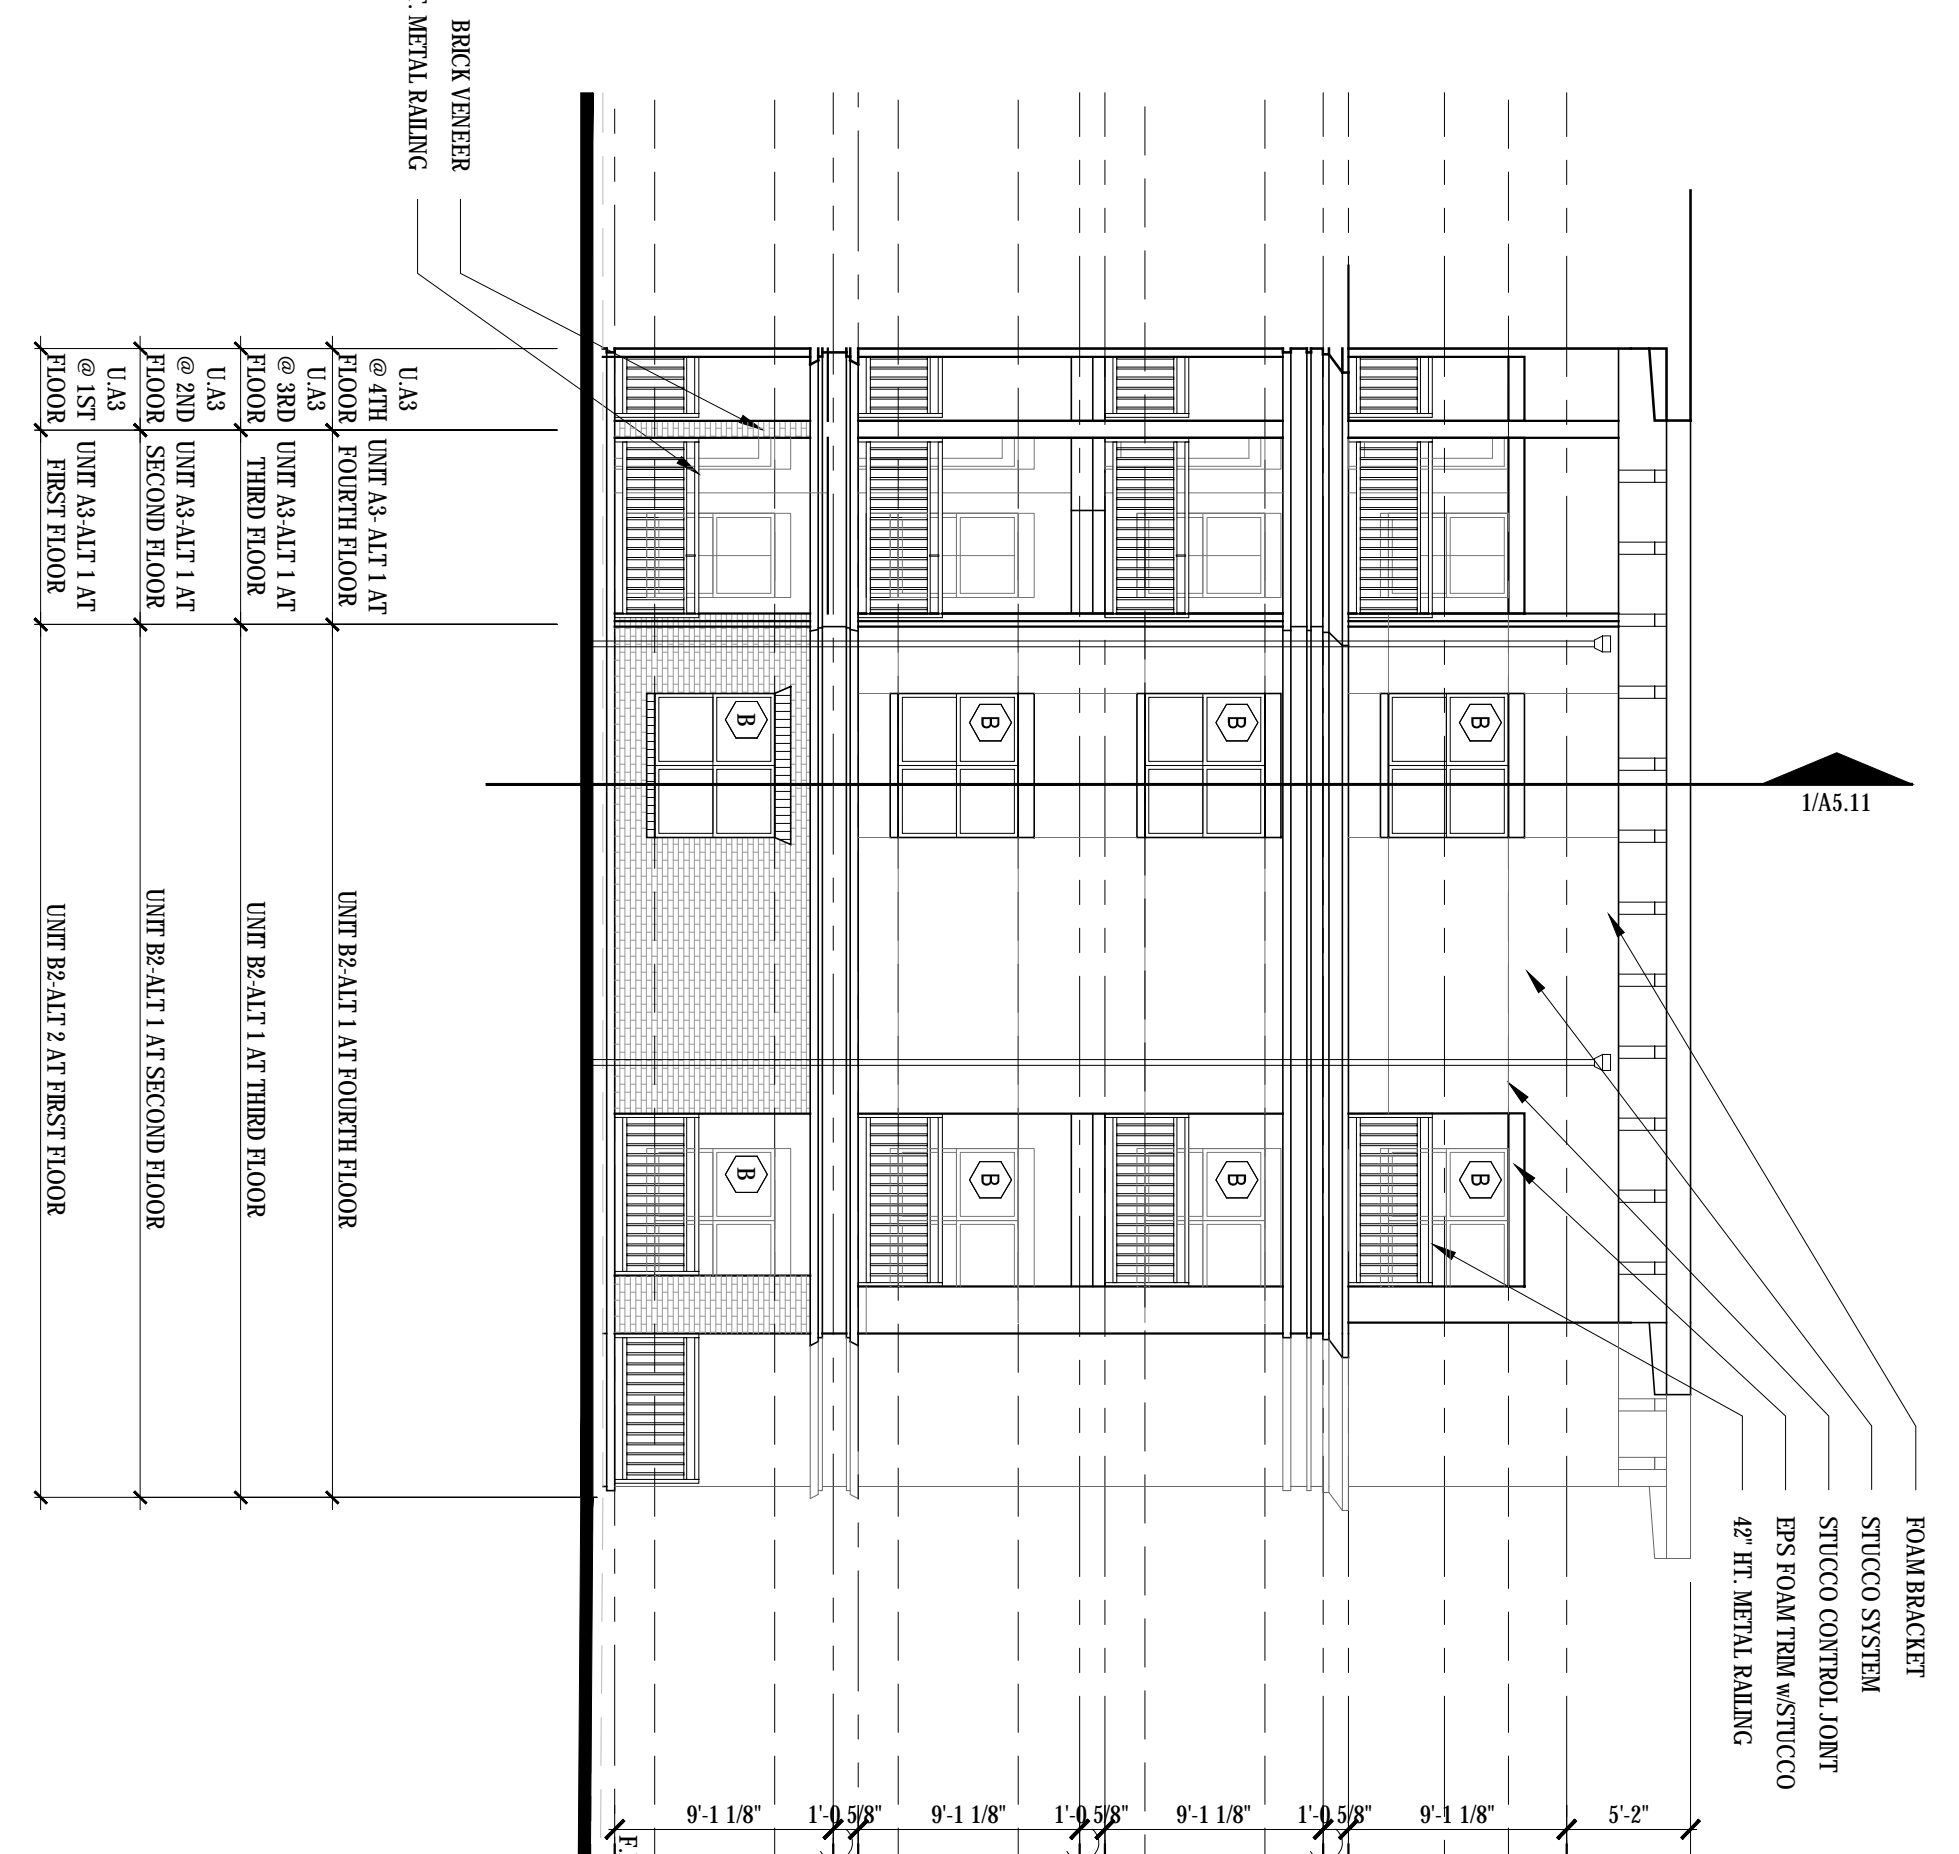 FOAM BRACKET
STUCCO SYSTEM
STUCCO CONTROL JOINT
EPS FOAM TRIM w/STUCCO
42" HT. METAL RAILING
1/A5.11
B
B
B
B
B
B
B
B
BRICK VENEER
METAL RAILING
U.A3
@ 4TH
FLOOR
UNIT A3- ALT 1 AT
FOURTH FLOOR
UNIT B2-ALT 1 AT FOURTH FLOOR
U.A3
@ 3RD
FLOOR
UNIT A3-ALT 1 AT
THIRD FLOOR
UNIT B2-ALT 1 AT THIRD FLOOR
U.A3
@ 2ND
FLOOR
UNIT A3-ALT 1 AT
SECOND FLOOR
UNIT B2-ALT 1 AT SECOND FLOOR
U.A3
@ 1ST
FLOOR
UNIT A3-ALT 1 AT
FIRST FLOOR
UNIT B2-ALT 2 AT FIRST FLOOR
9'-1 1/8"
1'-0 5/8"
9'-1 1/8"
1'-0 5/8"
9'-1 1/8"
1'-0 5/8"
9'-1 1/8"
5'-2"
F.